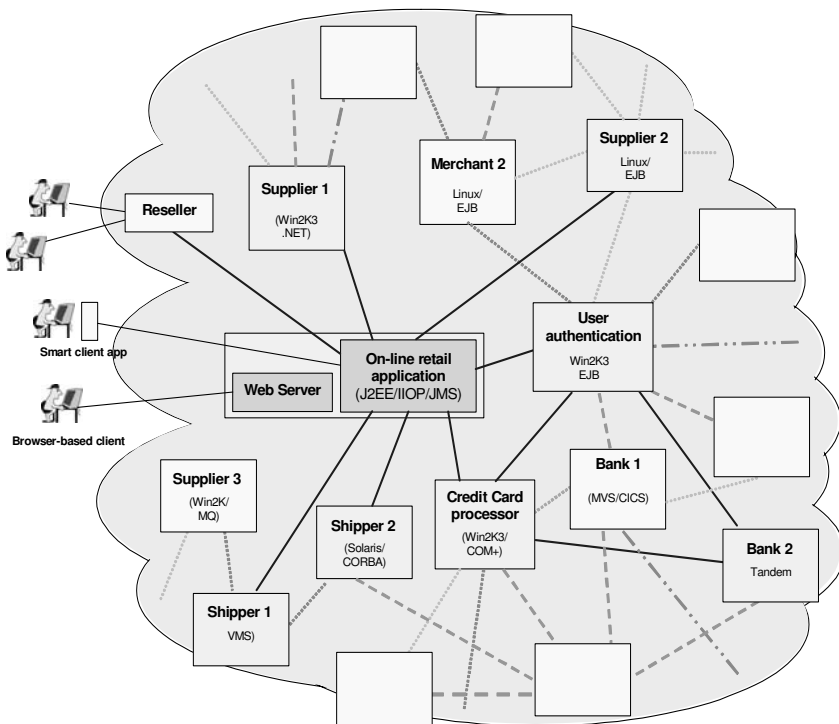 Supplier 2
Linux/
EJB
Merchant 2
Linux/
EJB
Supplier 1
(Win2K3
.NET)
Reseller
User
authentication
Win2K3
EJB
Smart client app
On-line retail
application
(J2EE/IIOP/JMS)
Web Server
Browser-based client
Supplier 3
(Win2K/
MQ)
Bank 1
(MVS/CICS)
Credit Card
processor
(Win2K3/
COM+)
Shipper 2
(Solaris/
CORBA)
Bank 2
Tandem
Shipper 1
VMS)